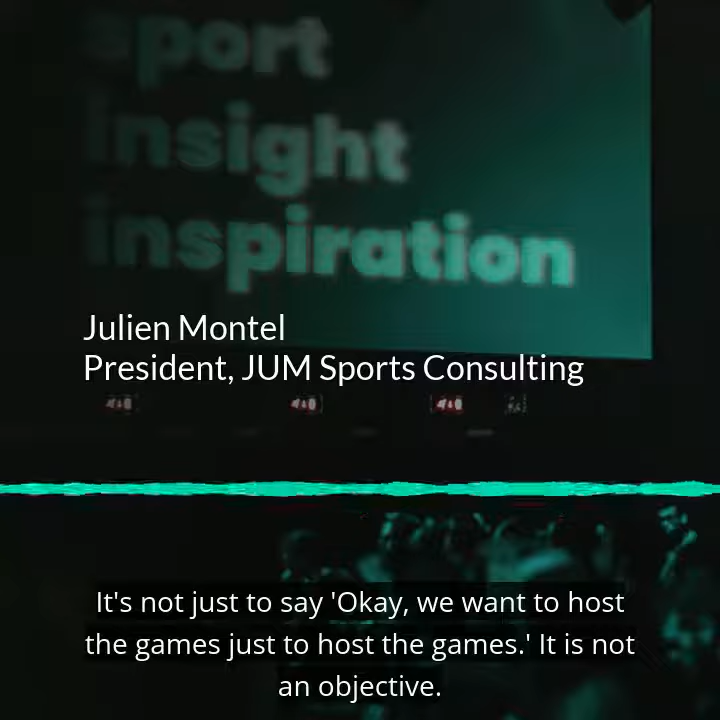 sport
insight
inspiration
Julien Montel
President, JUM Sports Consulting
It's not just to say 'Okay, we want to host
the games just to host the games.' It is not
an objective.